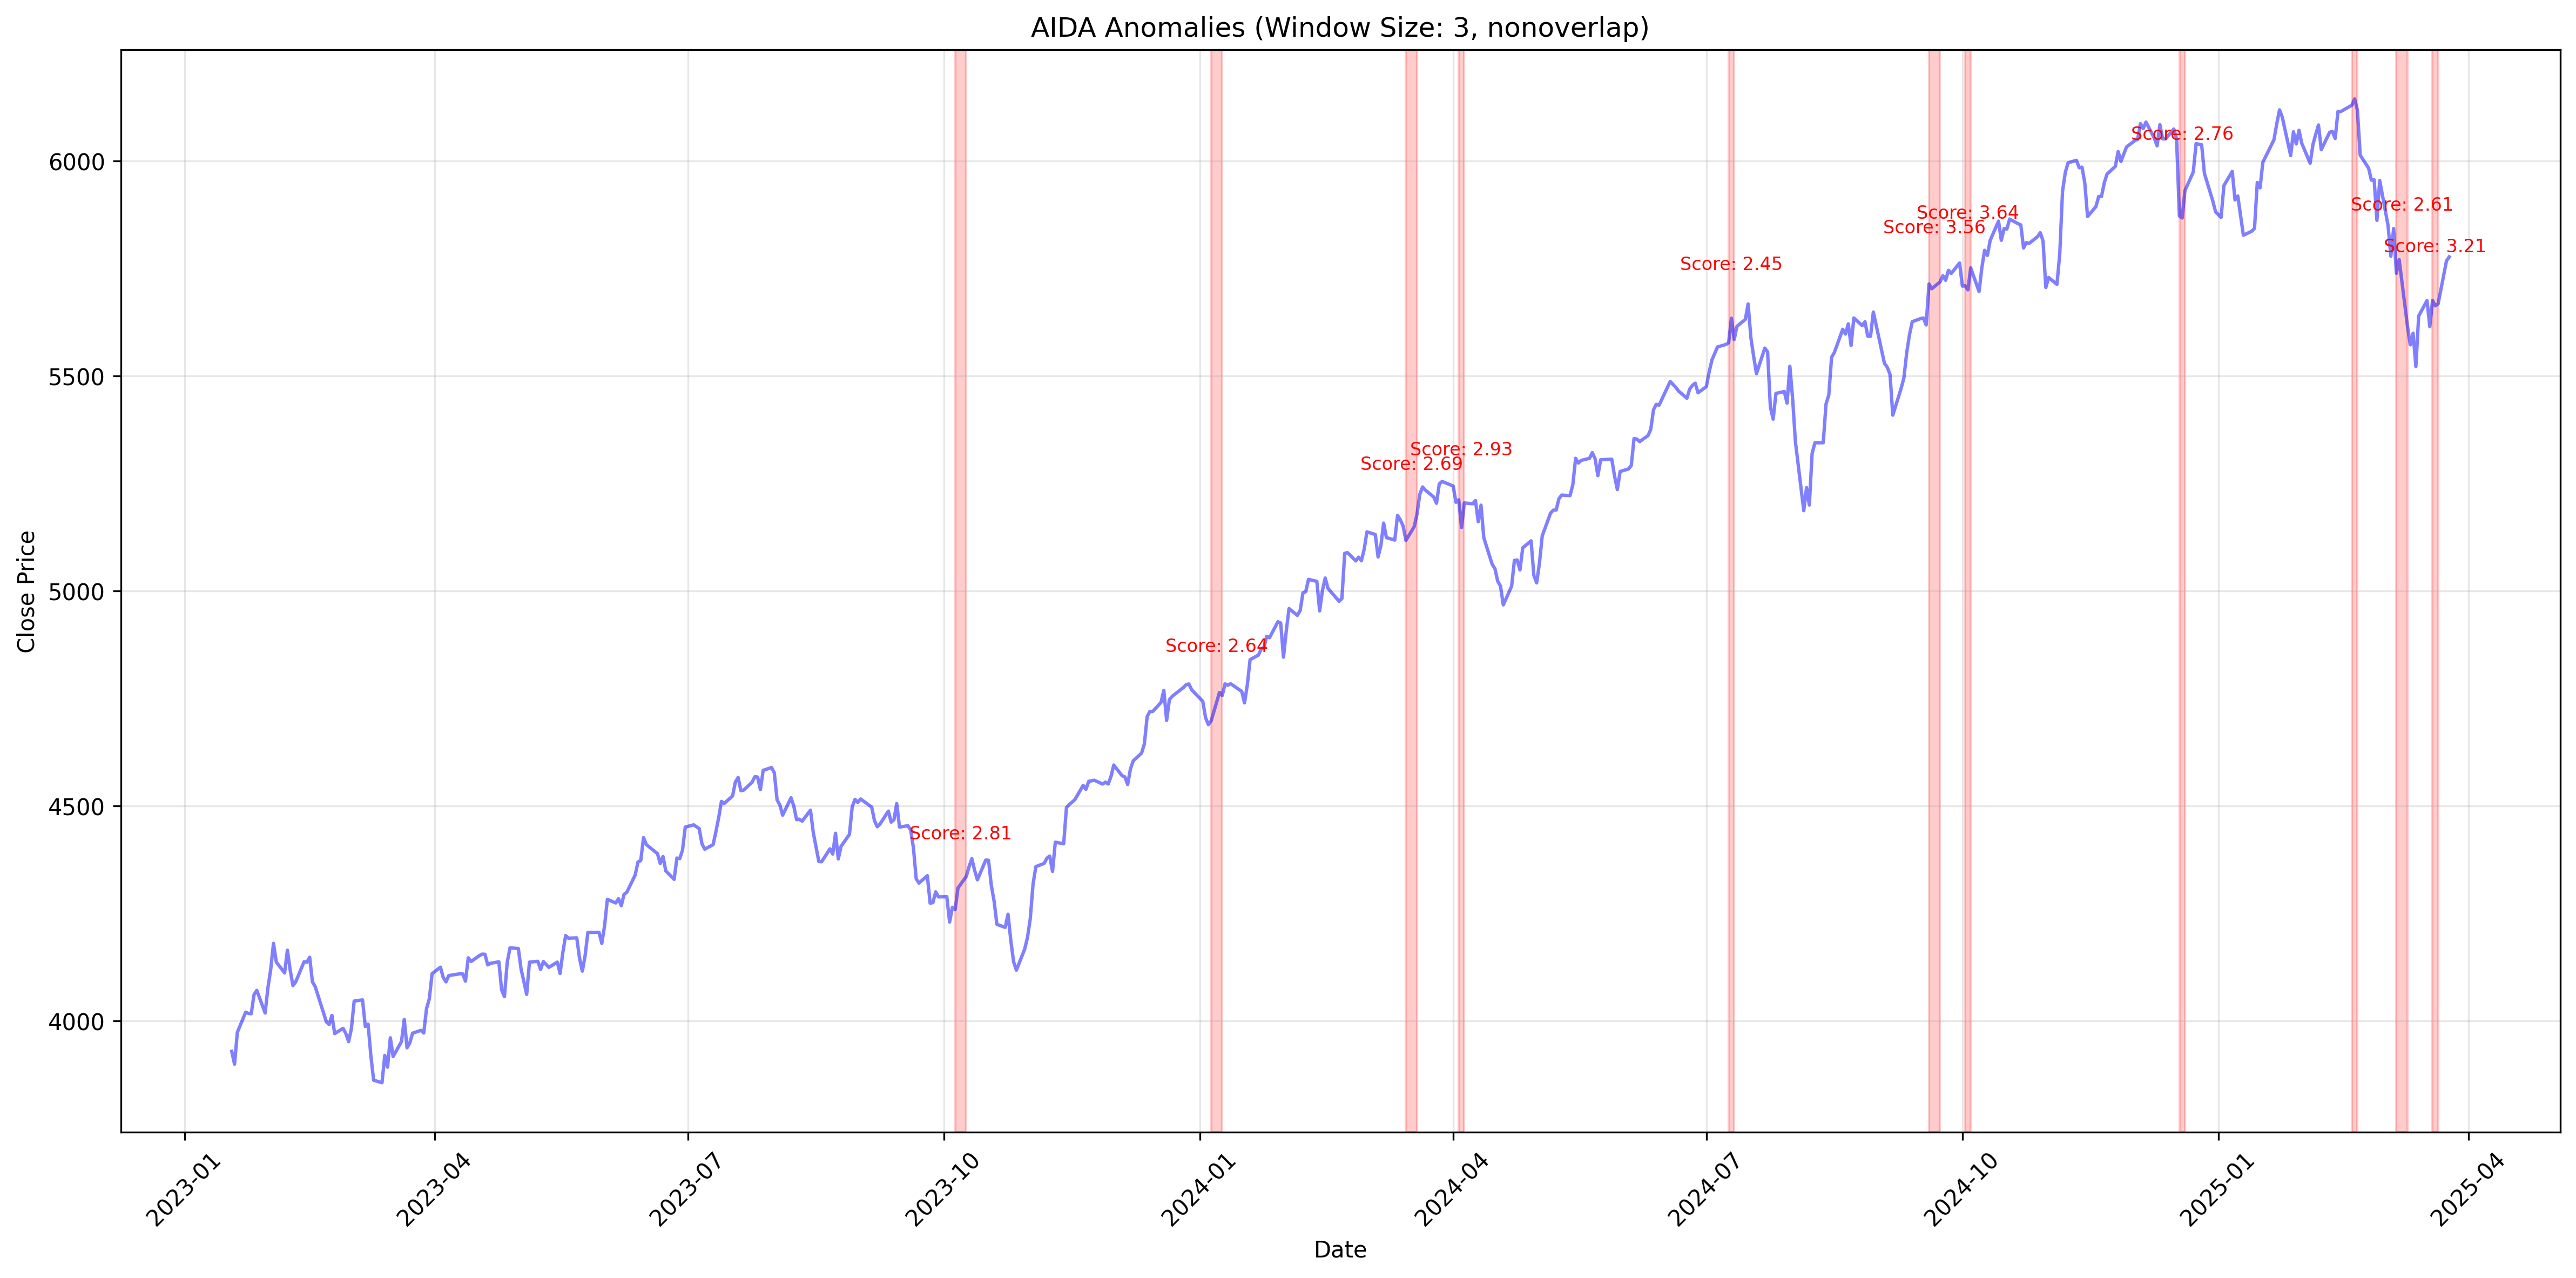 AIDA Anomalies (Window Size: 3, nonoverlap)
Close Price
6000
5500
5000
4500
4000
Score: 2.81
Score: 2.64
Score: 2.69
Score: 2.93
Score: 2.45
Score: 3.56
Score: 3.64
Score: 2.76
Score: 2.61
Score: 3.21
2023-01
2023-04
2023-07
2023-10
2024-01
2024-04
2024-07
2024-10
2025-01
2025-04
Date